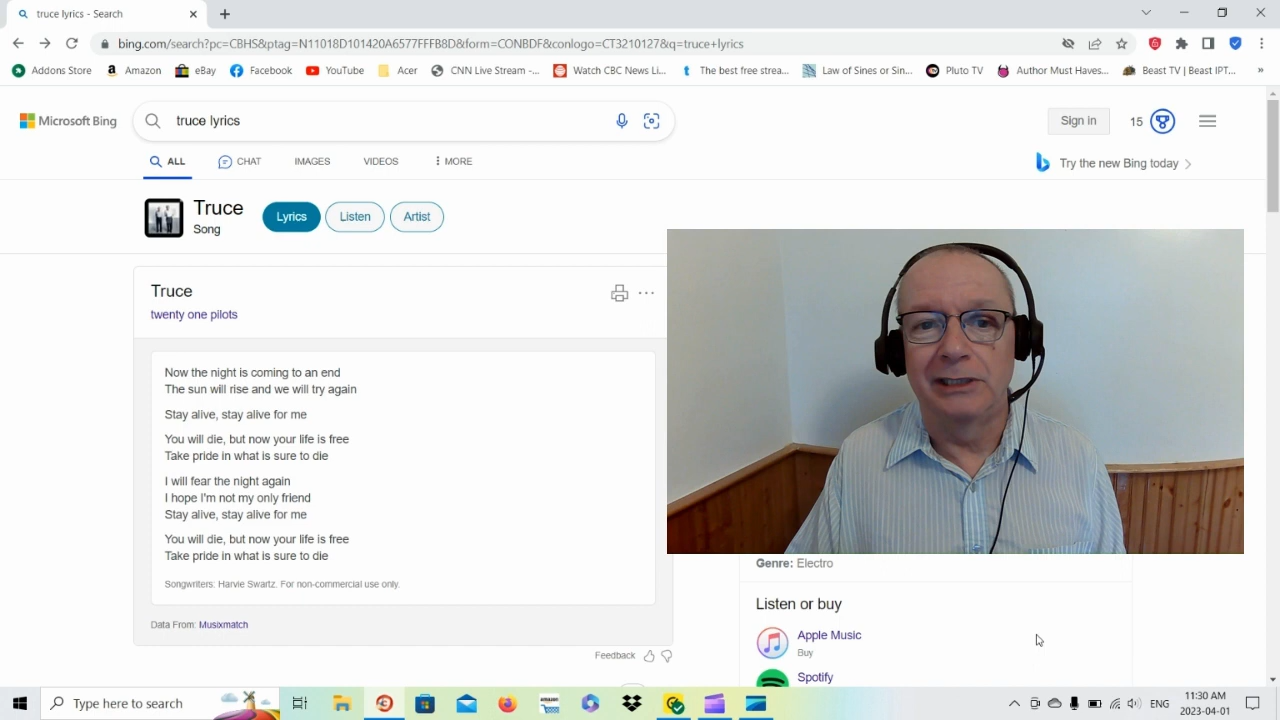 truce lyrics - Search
bing.com/search?pc=CBHS&ptag=N11018D101420A6577FFFB8D&form=CONBDF&conlogo=CT3210127&q=truce+lyrics
Addons Store Amazon eBay Facebook YouTube Acer CNN Live Stream -... Watch CBC News Li... The best free strea... Law of Sines or Sin... Pluto TV Author Must Haves... Beast TV | Beast IPT... »
Microsoft Bing truce lyrics Sign in 15
ALL CHAT IMAGES VIDEOS MORE Try the new Bing today
Truce
Song
Lyrics Listen Artist
Truce
twenty one pilots
Now the night is coming to an end
The sun will rise and we will try again
Stay alive, stay alive for me
You will die, but now your life is free
Take pride in what is sure to die
I will fear the night again
I hope I'm not my only friend
Stay alive, stay alive for me
You will die, but now your life is free
Take pride in what is sure to die
Songwriters: Harvie Swartz. For non-commercial use only.
Data From: Musixmatch
Feedback
Genre: Electro
Listen or buy
Apple Music
Buy
Spotify
Type here to search
amazon
ENG
11:30 AM
2023-04-01